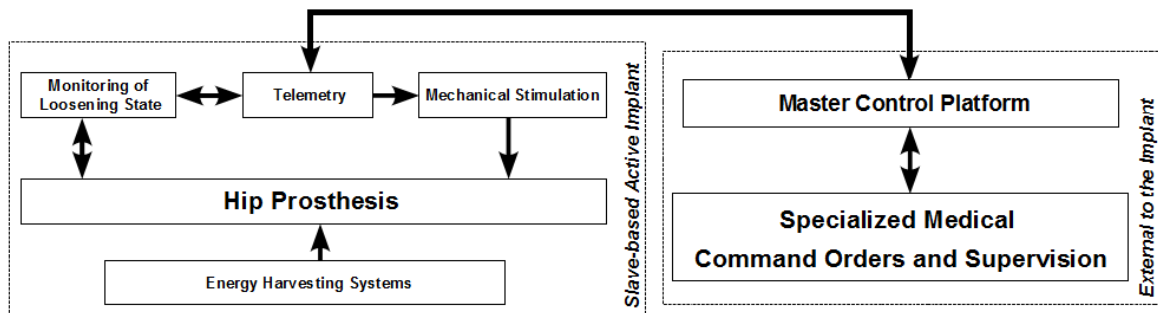 Monitoring of
Loosening State
Telemetry
Mechanical Stimulation
Hip Prosthesis
Energy Harvesting Systems
Slave-based Active Implant
Master Control Platform
Specialized Medical
Command Orders and Supervision
External to the Implant